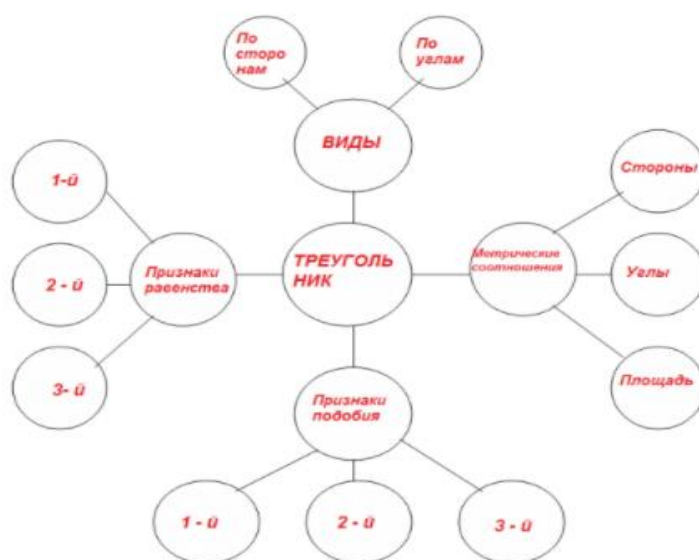 По
сторо
нам
По
углам
ВИДЫ
1-й
2 - й
3- й
Признаки
равенства
ТРЕУГОЛЬ
НИК
Метрические
соотношения
Стороны
Углы
Площадь
Признаки
подобия
1 - й
2 - й
3 - й